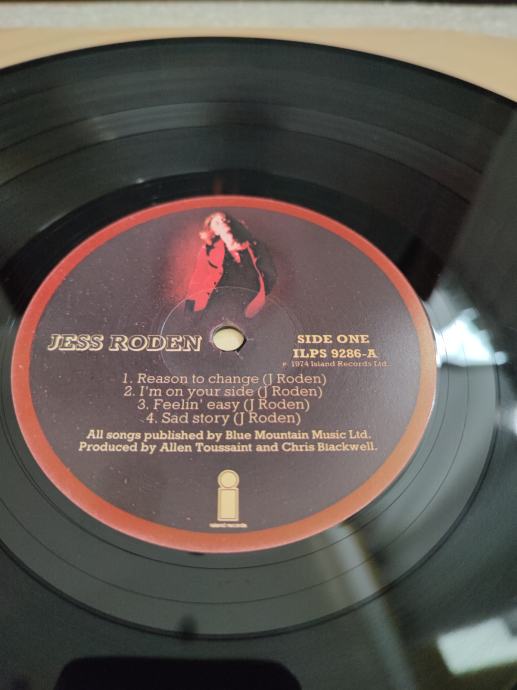 JESS RODEN
SIDE ONE
ILPS 9286-A
℗ 1974 Island Records Ltd.
1. Reason to change (J Roden)
2. I'm on your side (J Roden)
3. Feelin' easy (J Roden)
4. Sad story (J Roden)
All songs published by Blue Mountain Music Ltd.
Produced by Allen Toussaint and Chris Blackwell.
i
island records